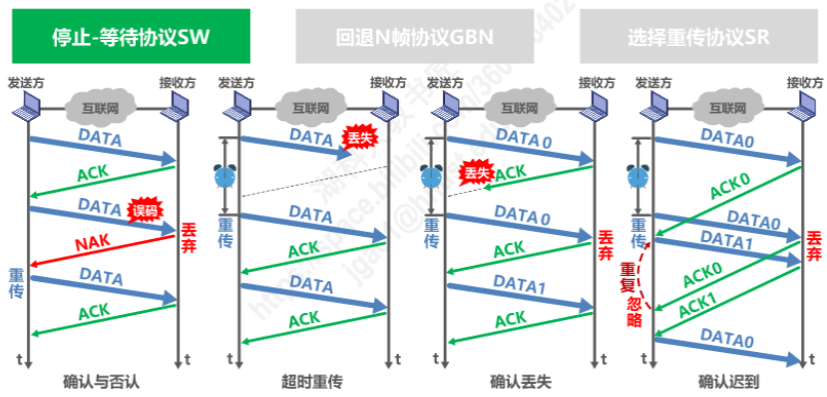 停止-等待协议SW
回退N帧协议GBN
选择重传协议SR
发送方
互联网
接收方
DATA
ACK
DATA
误码
丢弃
NAK
重传
DATA
ACK
t
t
确认与否认
发送方
互联网
接收方
DATA
丢失
重传
DATA
ACK
DATA
ACK
t
t
超时重传
发送方
互联网
接收方
DATA 0
丢失
ACK
重传
DATA 0
丢弃
ACK
DATA1
ACK
t
t
确认丢失
发送方
互联网
接收方
DATA0
ACK0
重传
DATA0
DATA1
丢弃
重复
忽略
ACK0
ACK1
DATA0
t
t
确认迟到